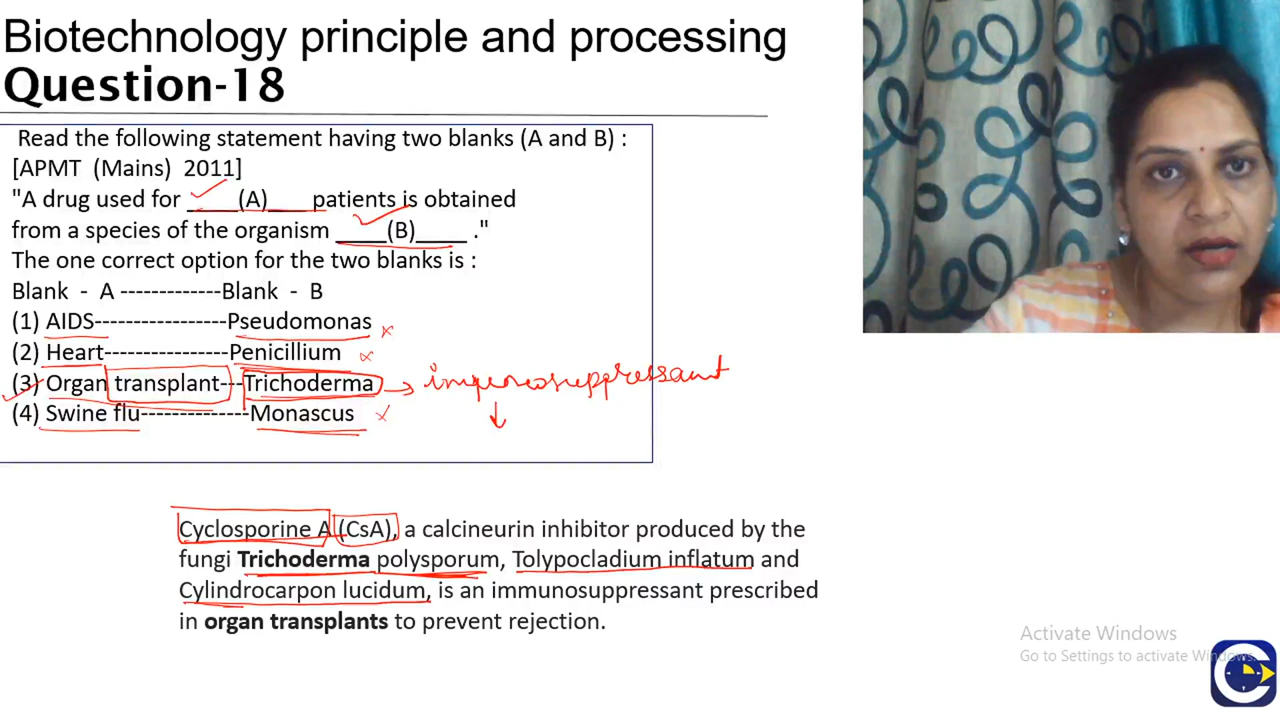 Biotechnology principle and processing
Question-18
Read the following statement having two blanks (A and B) :
[APMT (Mains) 2011]
"A drug used for ____(A)____ patients is obtained
from a species of the organism ____(B)____ ."
The one correct option for the two blanks is :
Blank - A -------------Blank - B
(1) AIDS-----------------Pseudomonas
(2) Heart----------------Penicillium
(3) Organ transplant---Trichoderma → immunosuppressant
(4) Swine flu--------------Monascus
Cyclosporine A (CsA), a calcineurin inhibitor produced by the
fungi Trichoderma polysporum, Tolypocladium inflatum and
Cylindrocarpon lucidum, is an immunosuppressant prescribed
in organ transplants to prevent rejection.
Activate Windows
Go to Settings to activate Windows.